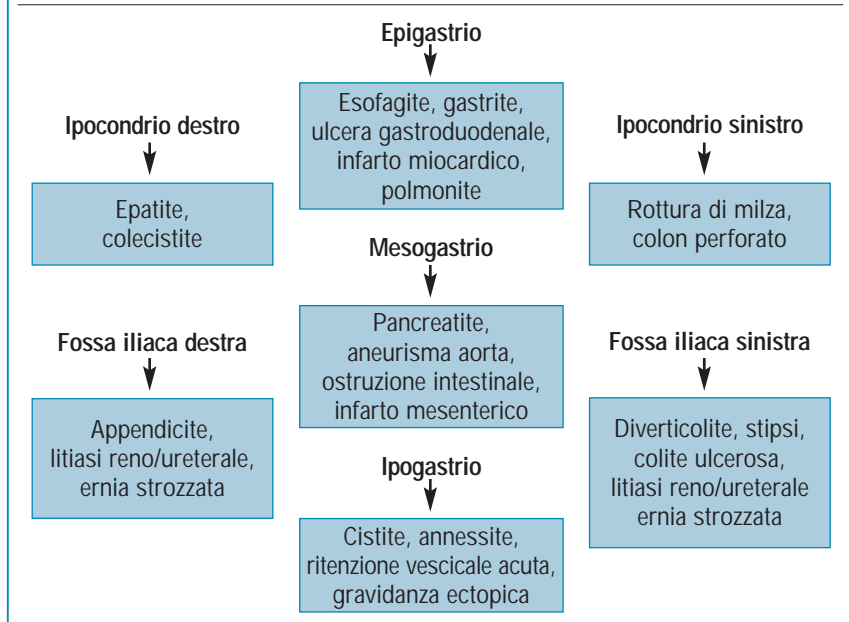 Epigastrio
Esofagite, gastrite,
ulcera gastroduodenale,
infarto miocardico,
polmonite
Ipocondrio destro
Epatite,
colecistite
Ipocondrio sinistro
Rottura di milza,
colon perforato
Mesogastrio
Pancreatite,
aneurisma aorta,
ostruzione intestinale,
infarto mesenterico
Fossa iliaca destra
Appendicite,
litiasi reno/ureterale,
ernia strozzata
Fossa iliaca sinistra
Diverticolite, stipsi,
colite ulcerosa,
litiasi reno/ureterale
ernia strozzata
Ipogastrio
Cistite, annessite,
ritenzione vescicale acuta,
gravidanza ectopica